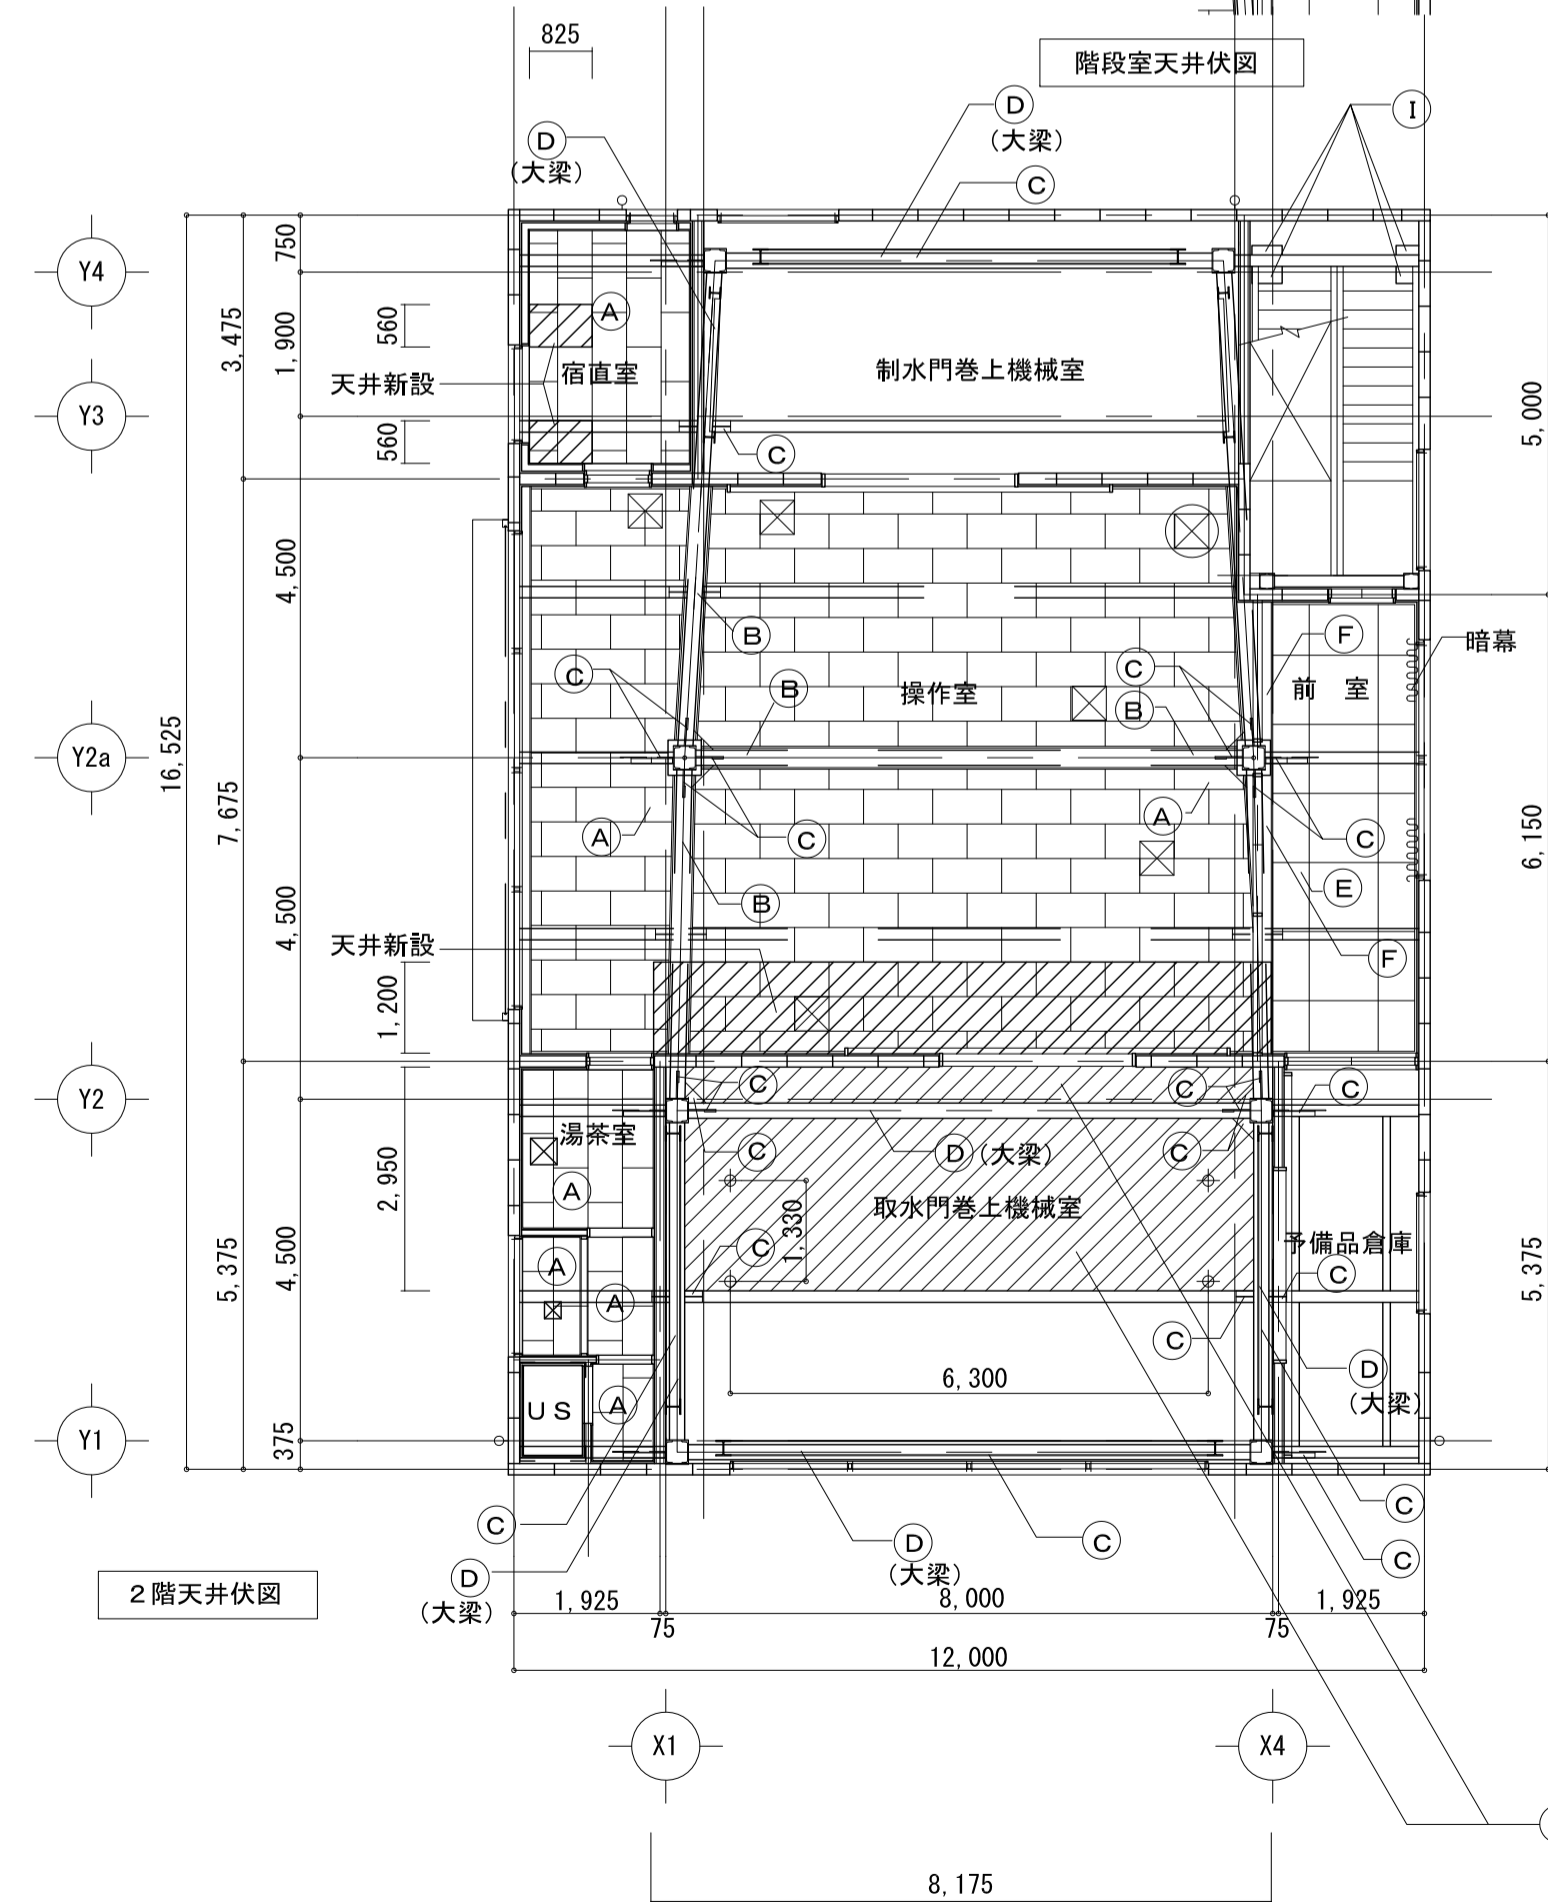 825
階段室天井伏図
D
(大梁)
I
D
(大梁)
C
Y4
750
3,475
1,900
560
A
宿直室
天井新設
制水門巻上機械室
5,000
Y3
560
C
4,500
B
F
暗幕
C
B
操作室
C
B
前 室
16,525
Y2a
7,675
A
C
A
C
6,150
B
E
4,500
天井新設
F
1,200
Y2
C
C
C
湯茶室
C
D (大梁)
C
2,950
A
1,330
取水門巻上機械室
C
予備品倉庫
C
5,375
4,500
A
A
C
5,375
6,300
D
(大梁)
US
A
Y1
375
C
C
D
(大梁)
C
C
D
(大梁)
2階天井伏図
1,925
8,000
1,925
75
75
12,000
X1
X4
8,175